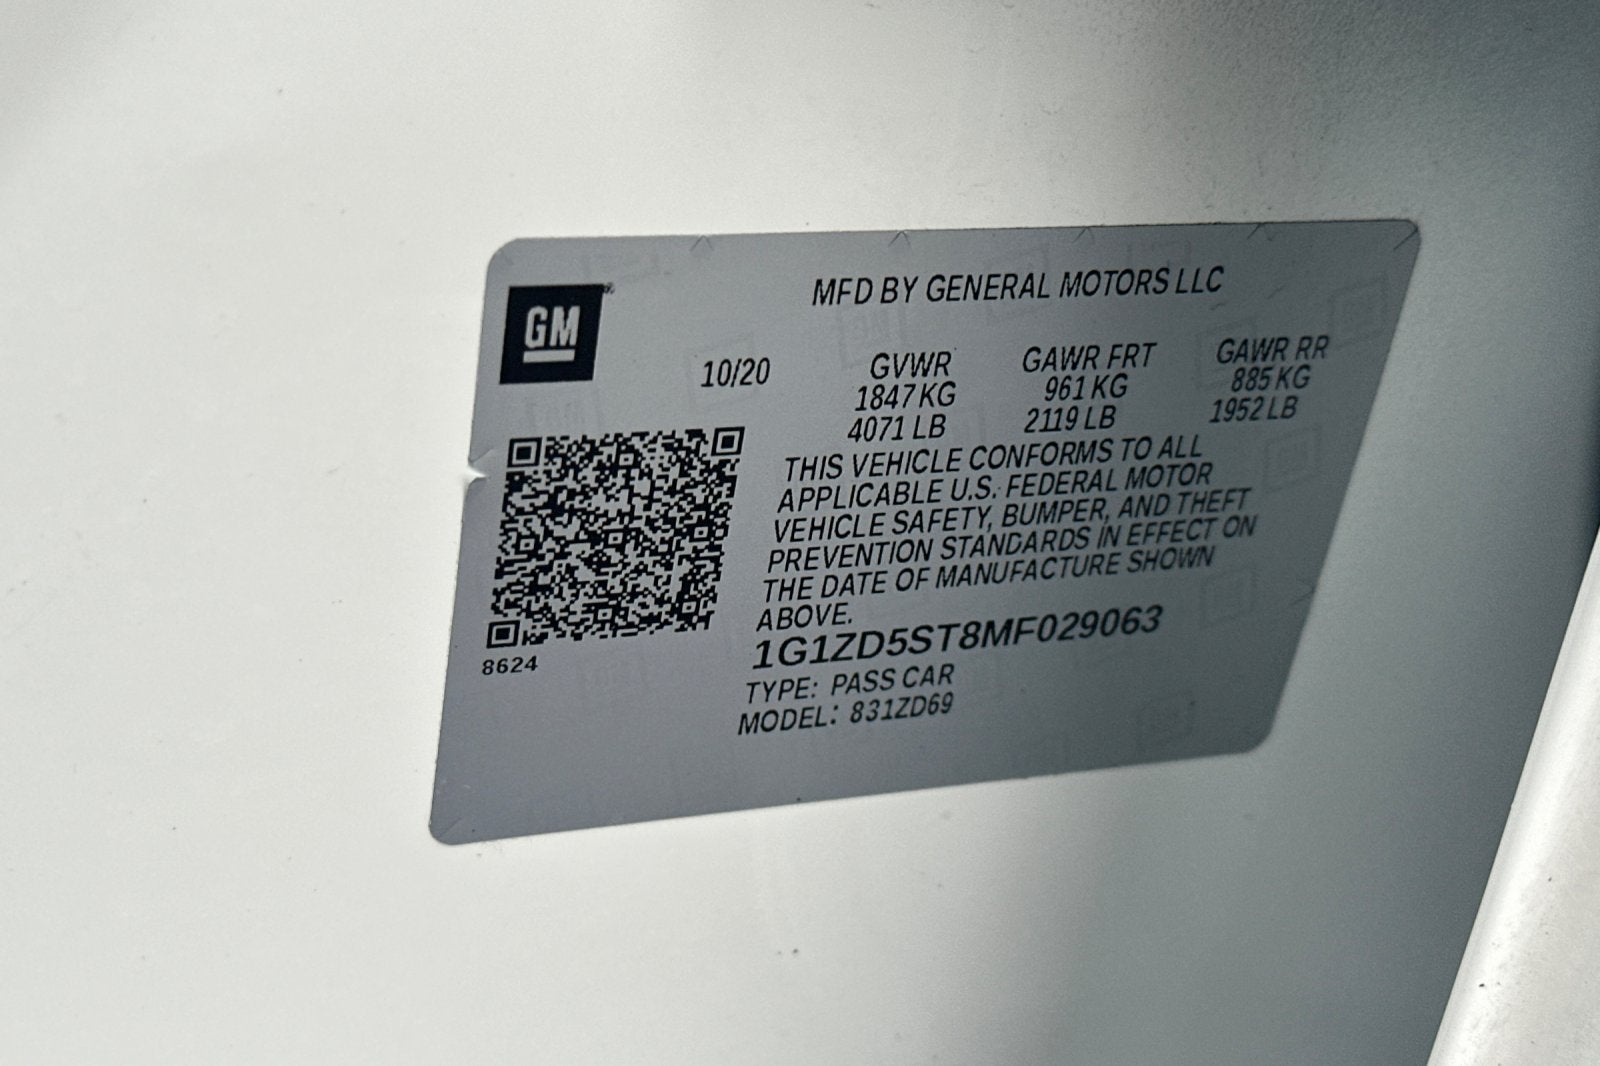 GM
MFD BY GENERAL MOTORS LLC
10/20 GVWR GAWR FRT GAWR RR
1847 KG 961 KG 885 KG
4071 LB 2119 LB 1952 LB
THIS VEHICLE CONFORMS TO ALL
APPLICABLE U.S. FEDERAL MOTOR
VEHICLE SAFETY, BUMPER, AND THEFT
PREVENTION STANDARDS IN EFFECT ON
THE DATE OF MANUFACTURE SHOWN
ABOVE.
1G1ZD5ST8MF029063
8624
TYPE: PASS CAR
MODEL: 831ZD69